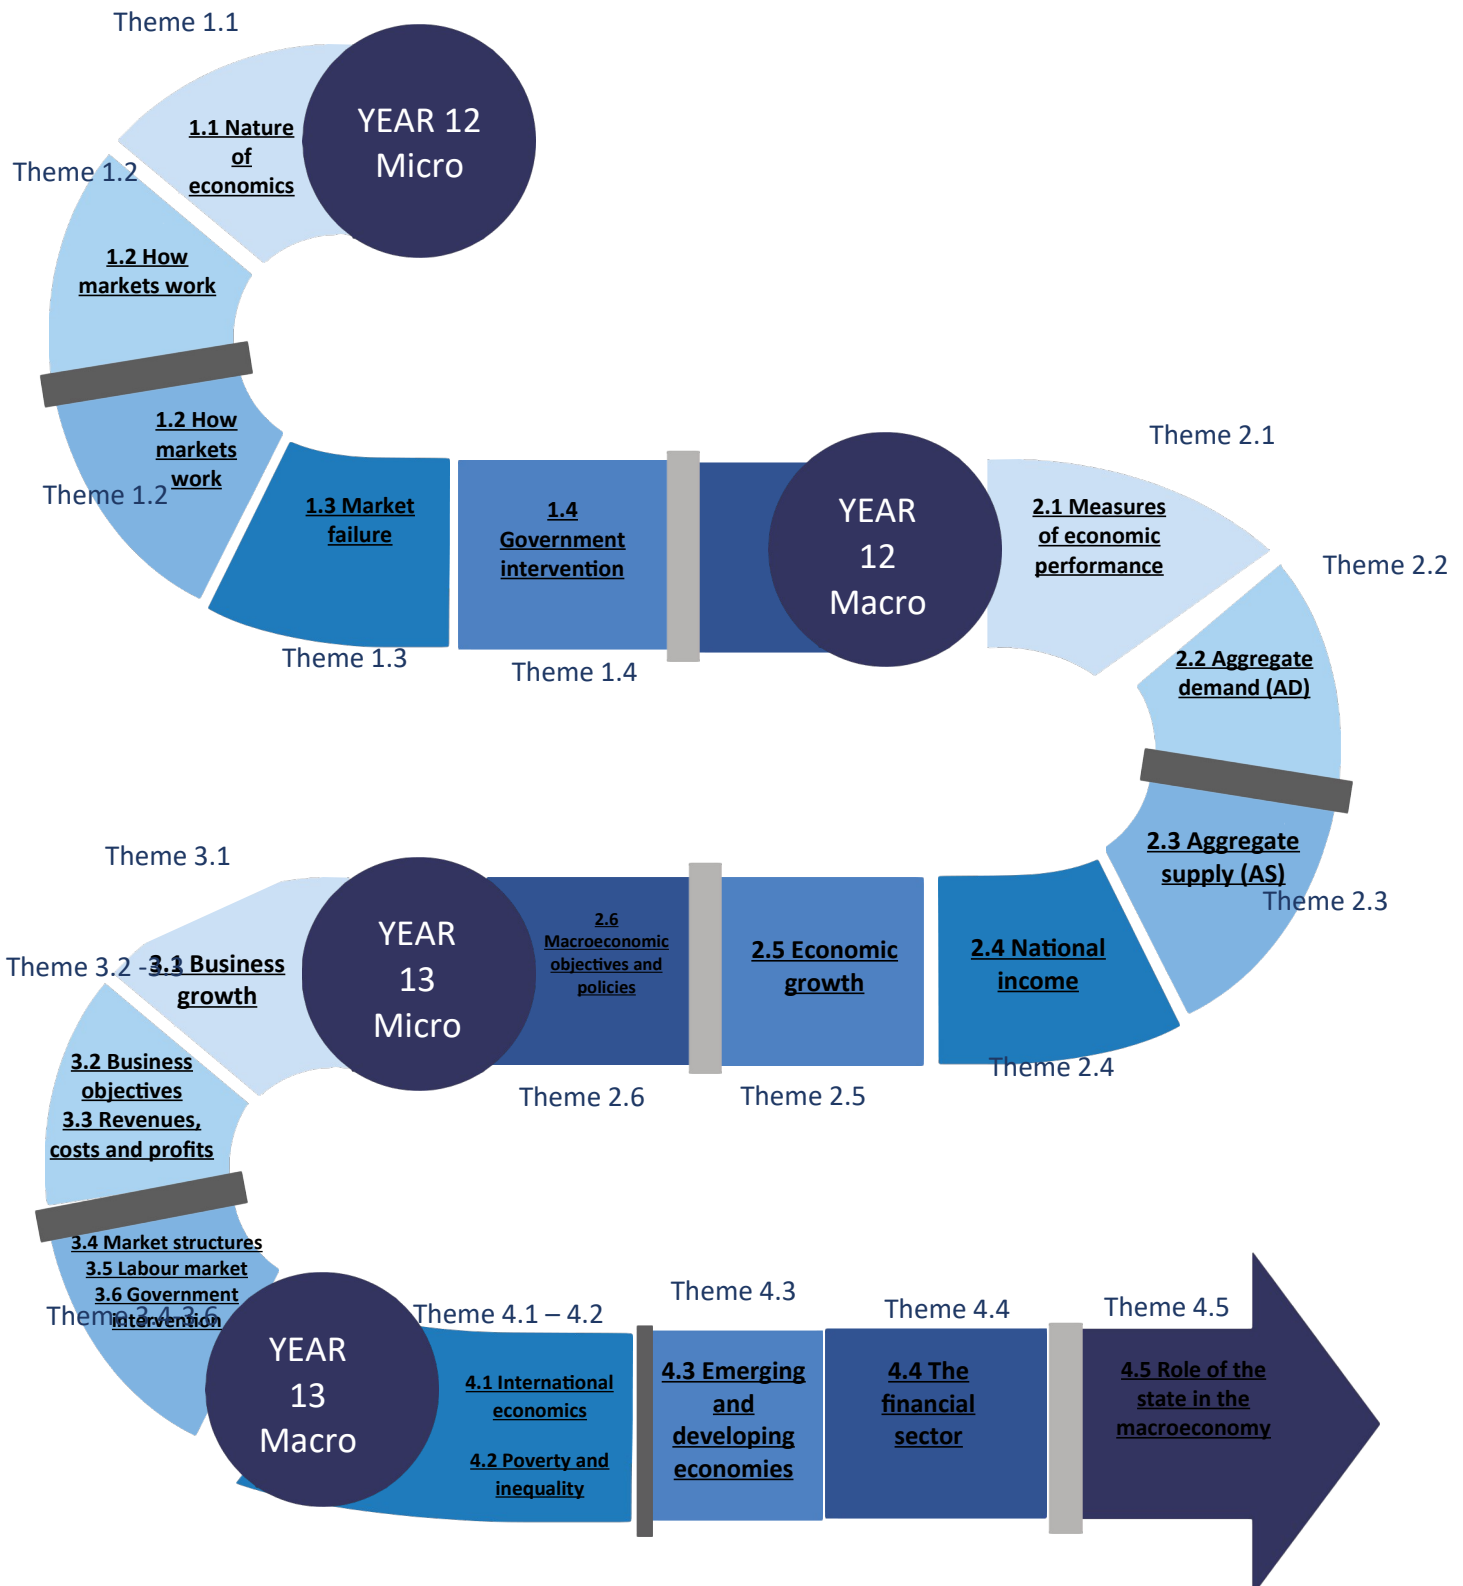 Theme 1.1
YEAR 12
Micro
1.1 Nature
of
economics
Theme 1.2
1.2 How
markets work
1.2 How
markets
work
Theme 1.2
1.3 Market
failure
Theme 1.3
1.4
Government
intervention
Theme 1.4
YEAR
12
Macro
Theme 2.1
2.1 Measures
of economic
performance
Theme 2.2
2.2 Aggregate
demand (AD)
2.3 Aggregate
supply (AS)
Theme 2.3
2.4 National
income
Theme 2.4
2.5 Economic
growth
Theme 2.5
2.6
Macroeconomic
objectives and
policies
Theme 2.6
YEAR
13
Micro
Theme 3.1
3.1 Business
growth
Theme 3.2 -3.3
3.2 Business
objectives
3.3 Revenues,
costs and profits
3.4 Market structures
3.5 Labour market
3.6 Government
intervention
Theme 3.4-3.6
YEAR
13
Macro
Theme 4.1 – 4.2
4.1 International
economics
4.2 Poverty and
inequality
Theme 4.3
4.3 Emerging
and
developing
economies
Theme 4.4
4.4 The
financial
sector
Theme 4.5
4.5 Role of the
state in the
macroeconomy